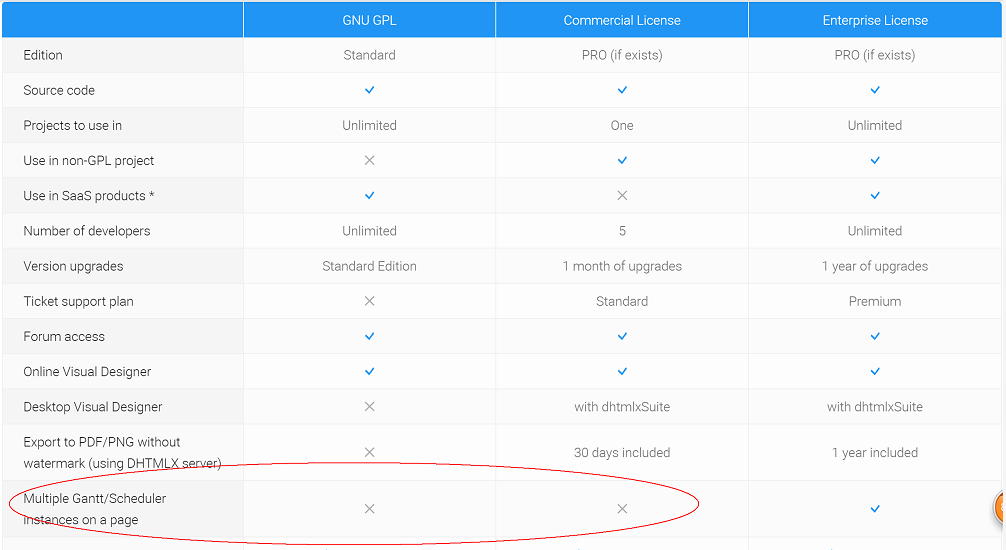 GNU GPL Commercial License Enterprise License
Edition Standard PRO (if exists) PRO (if exists)
Source code
Projects to use in Unlimited One Unlimited
Use in non-GPL project
Use in SaaS products *
Number of developers Unlimited 5 Unlimited
Version upgrades Standard Edition 1 month of upgrades 1 year of upgrades
Ticket support plan Standard Premium
Forum access
Online Visual Designer
Desktop Visual Designer with dhtmlxSuite with dhtmlxSuite
Export to PDF/PNG without
watermark (using DHTMLX server) 30 days included 1 year included
Multiple Gantt/Scheduler
instances on a page